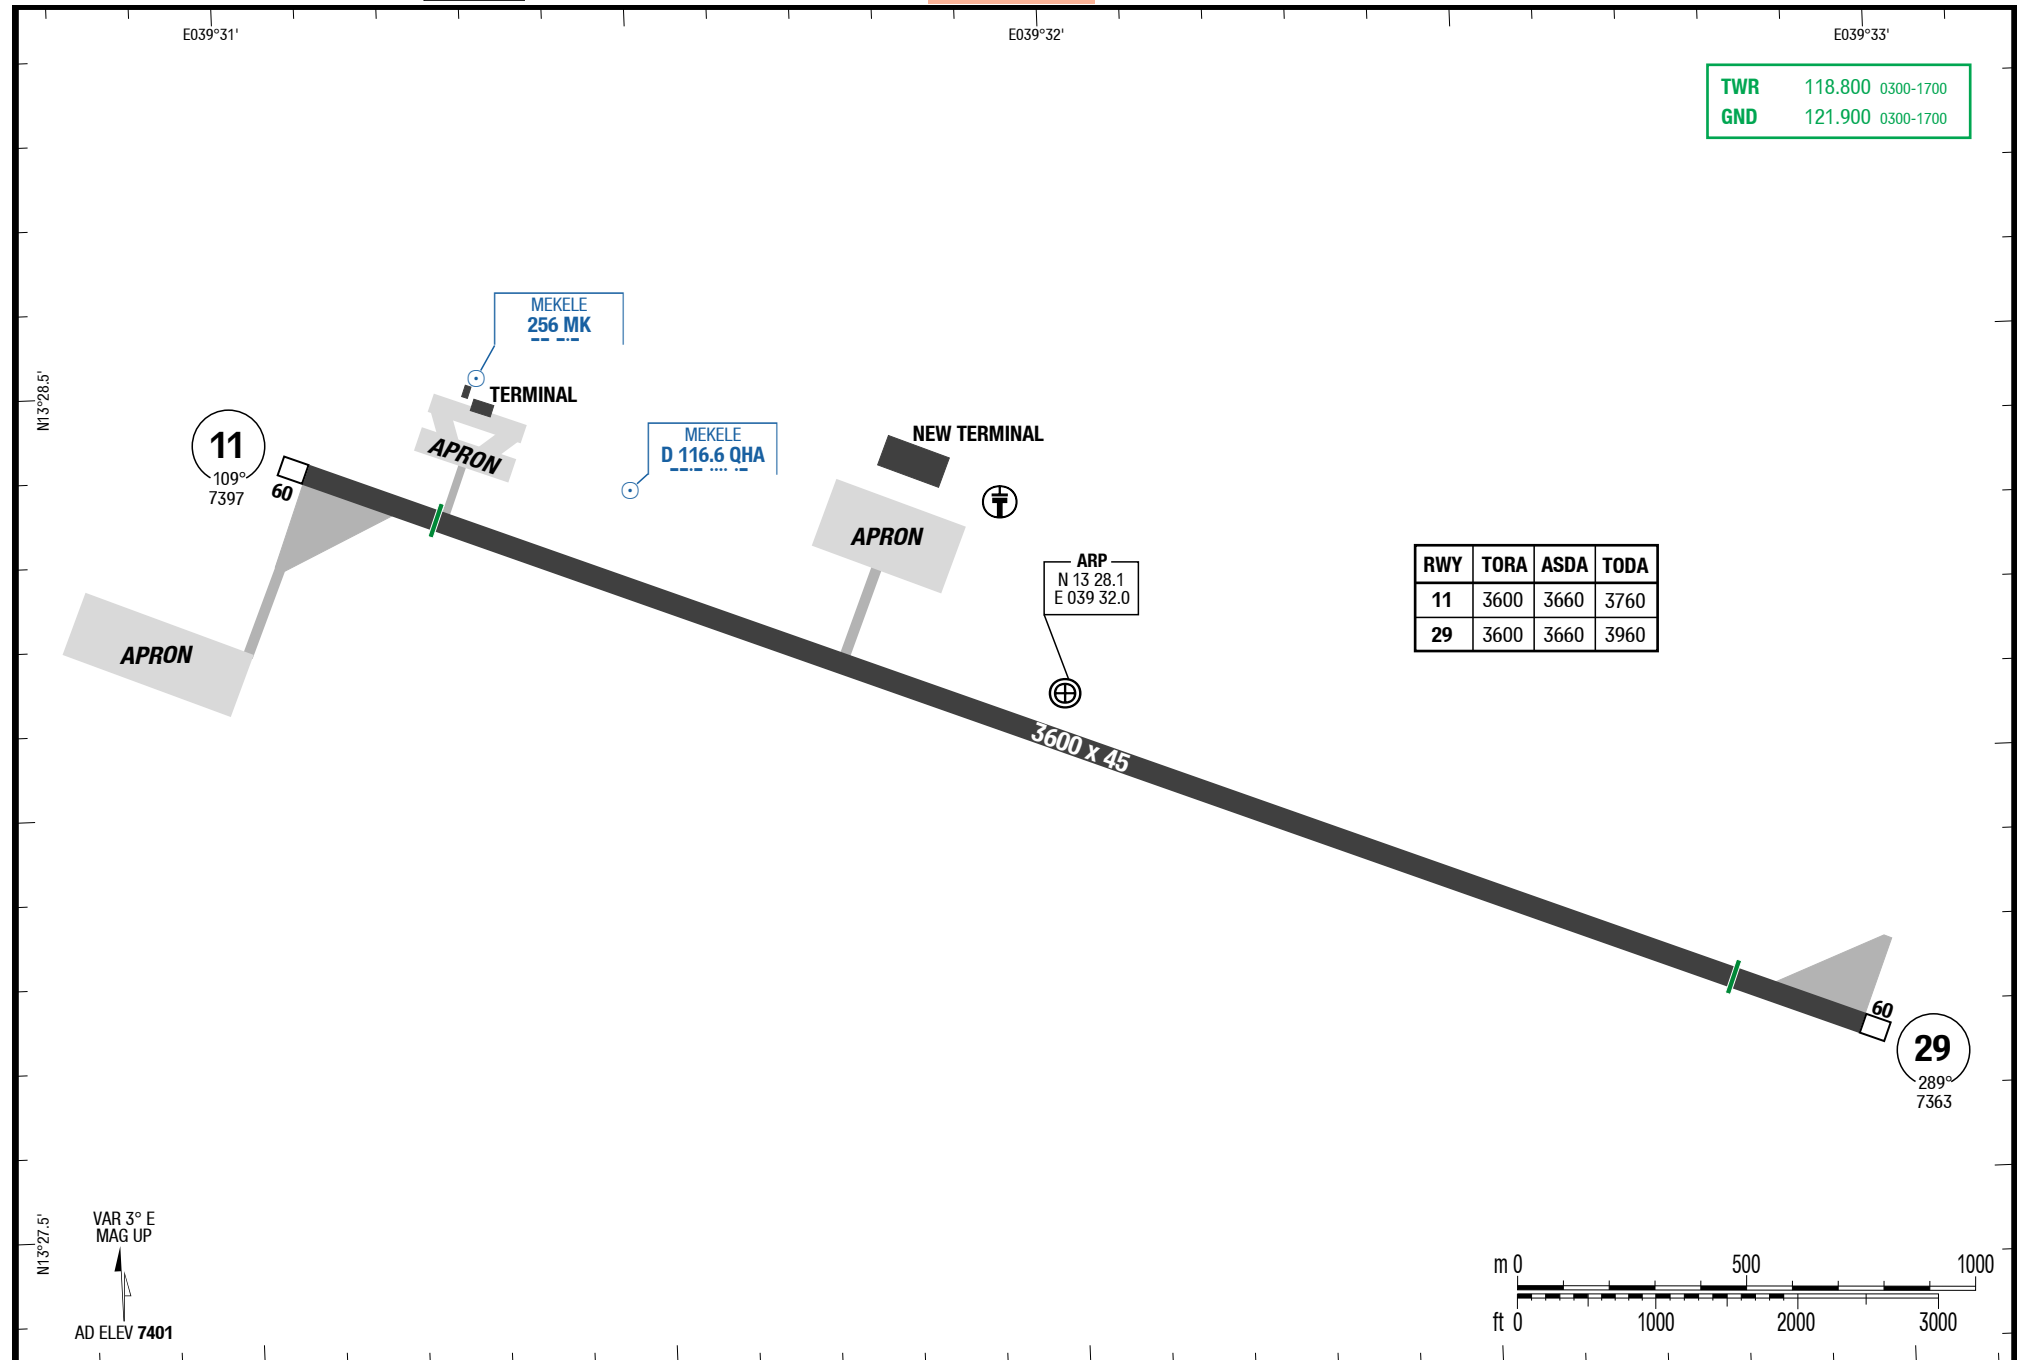 E039°31'
E039°32'
E039°33'
TWR 118.800 0300-1700
GND 121.900 0300-1700
MEKELE
256 MK
N13°28.5'
TERMINAL
MEKELE
D 116.6 QHA
NEW TERMINAL
11
109°
7397
60
APRON
APRON
APRON
ARP
N 13 28.1
E 039 32.0
RWY TORA ASDA TODA
11 3600 3660 3760
29 3600 3660 3960
3600 x 45
60
29
289°
7363
N13°27.5'
VAR 3° E
MAG UP
AD ELEV 7401
m 0 500 1000
ft 0 1000 2000 3000